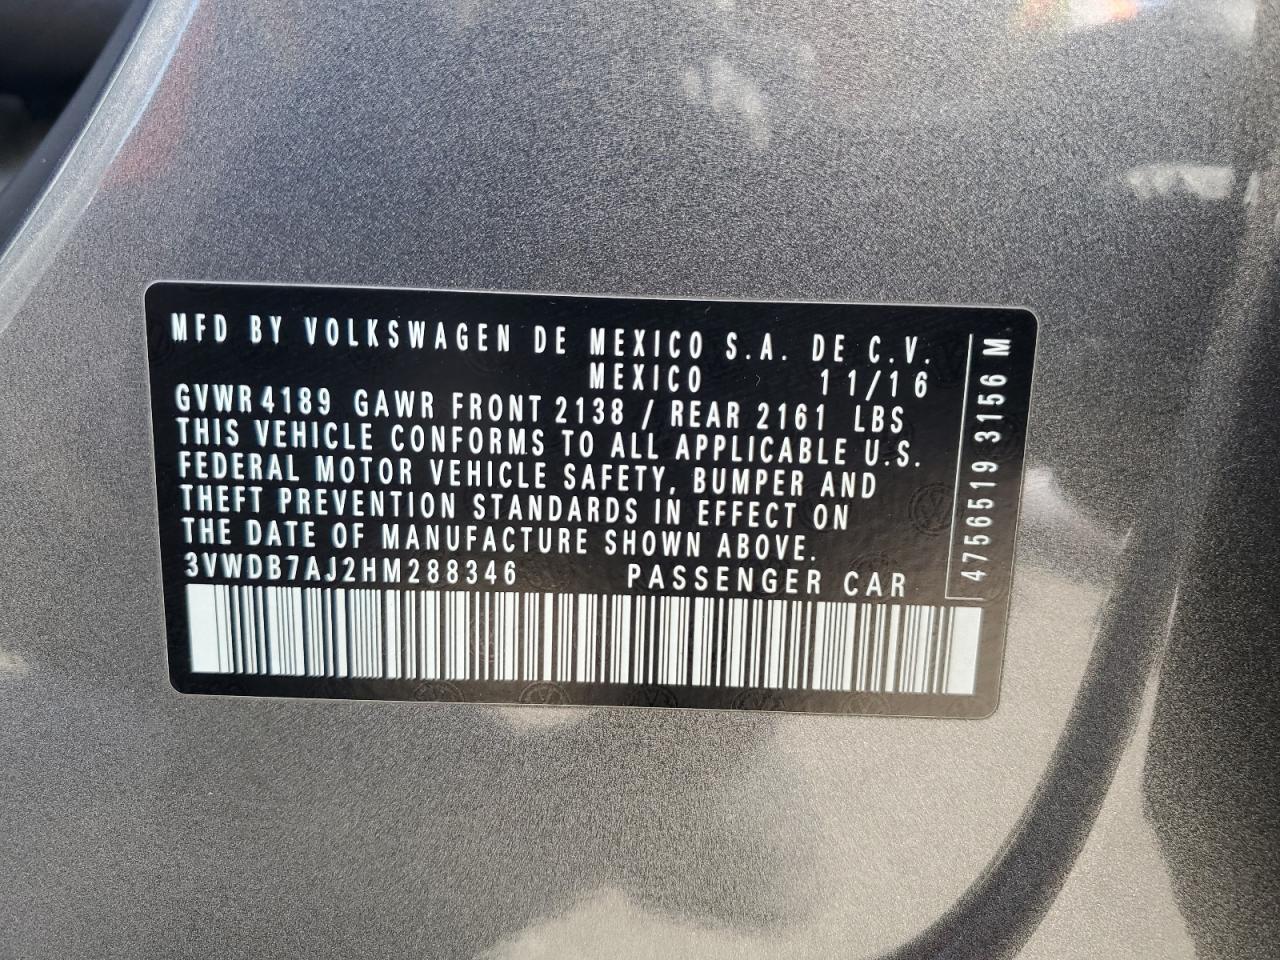 MFD BY VOLKSWAGEN DE MEXICO S.A. DE C.V.
MEXICO 11/16
GVWR 4189 GAWR FRONT 2138 / REAR 2161 LBS
THIS VEHICLE CONFORMS TO ALL APPLICABLE U.S.
FEDERAL MOTOR VEHICLE SAFETY, BUMPER AND
THEFT PREVENTION STANDARDS IN EFFECT ON
THE DATE OF MANUFACTURE SHOWN ABOVE.
3VWDB7AJ2HM288346 PASSENGER CAR
4756519 3156 M